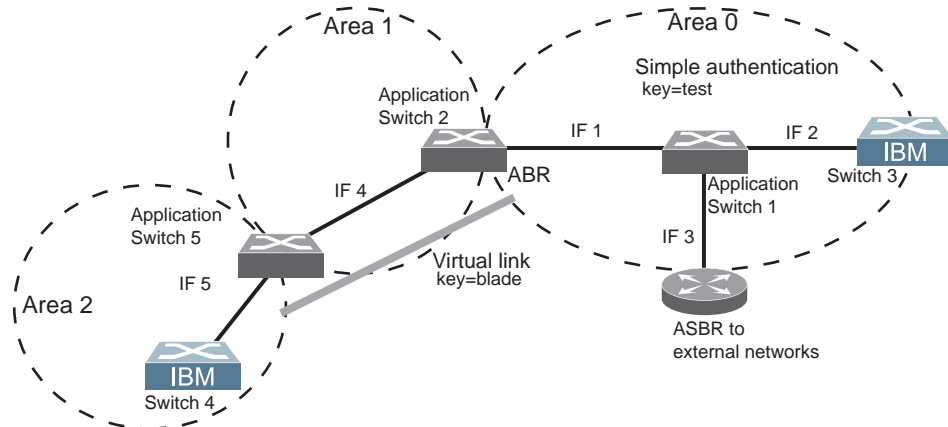 Area 1
Area 0
Simple authentication
key=test
Application
Switch 2
IF 1
IF 2
IBM
Switch 3
ABR
Application
Switch 1
IF 4
Application
Switch 5
IF 3
Virtual link
key=blade
IF 5
Area 2
ASBR to
external networks
IBM
Switch 4